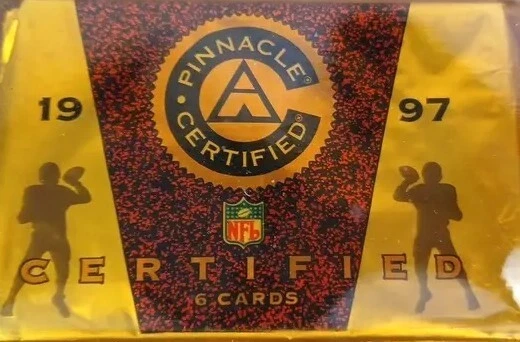 PINNACLE®
CERTIFIED®
19 97
NFL
CERTIFIED
6 CARDS